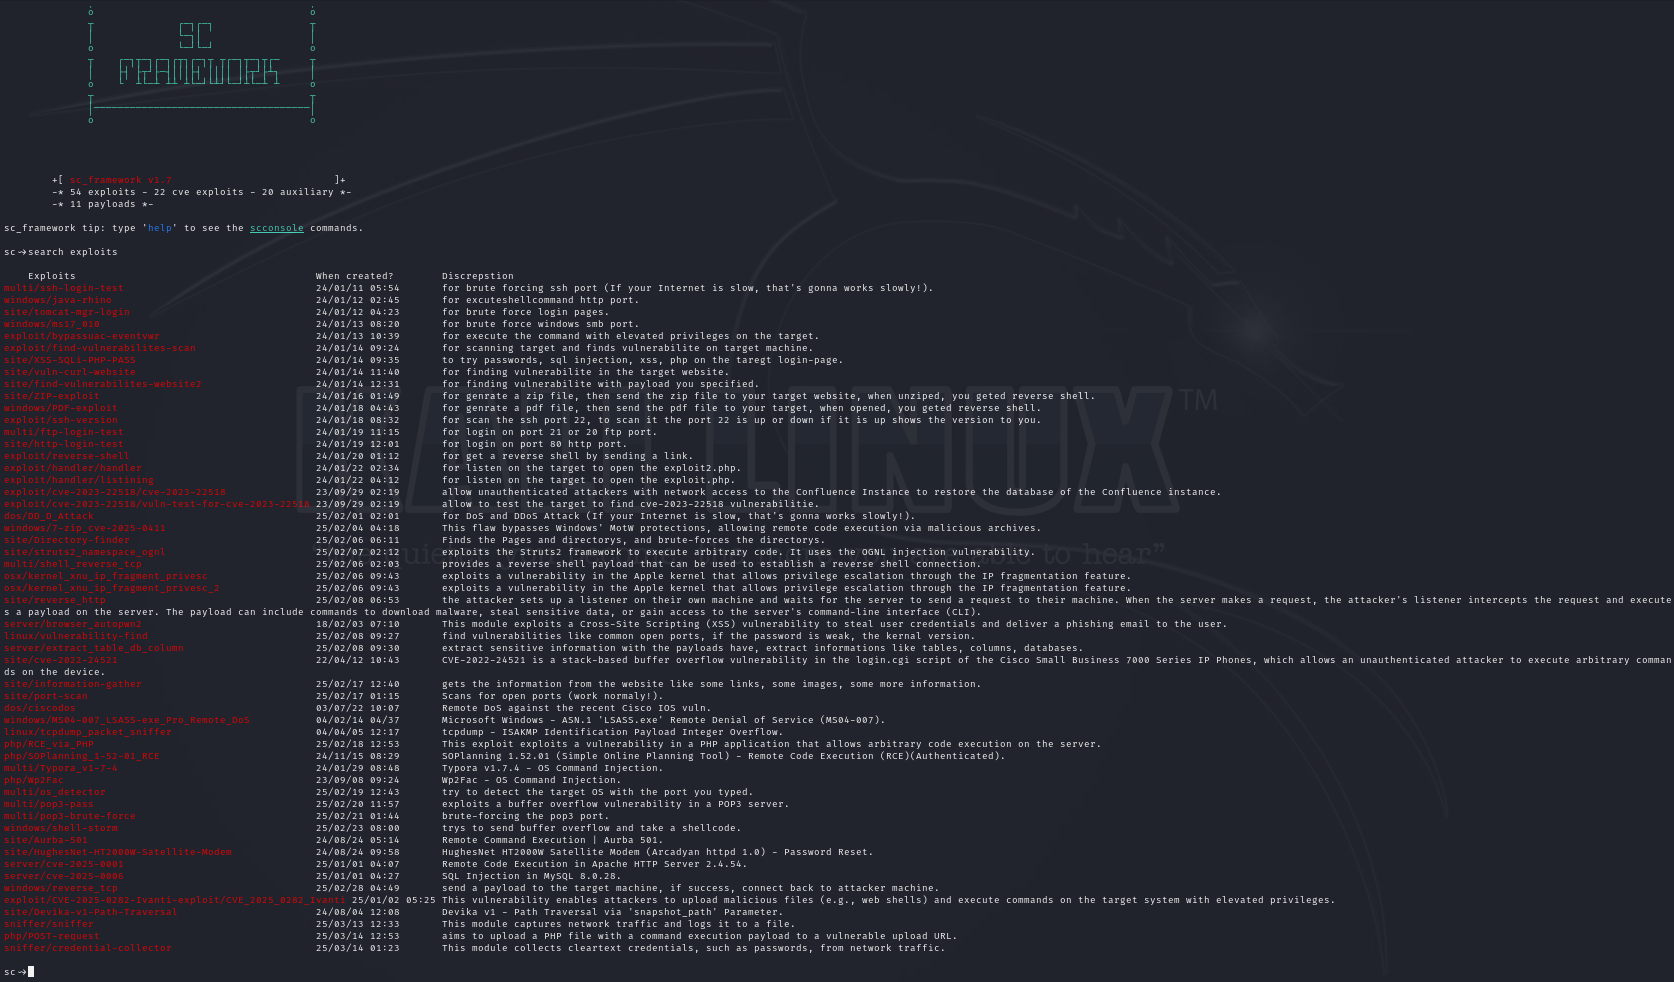 +[ sc_framework v1.7 ]+
-* 54 exploits - 22 cve exploits - 20 auxiliary *-
-* 11 payloads *-
sc_framework tip: type 'help' to see the scconsole commands.
sc→search exploits
Exploits When created? Discrepstion
multi/ssh-login-test 24/01/11 05:54 for brute forcing ssh port (If your Internet is slow, that's gonna works slowly!).
windows/java-rhino 24/01/12 02:45 for excuteshellcommand http port.
site/tomcat-mgr-login 24/01/12 04:23 for brute force login pages.
windows/ms17_010 24/01/13 08:20 for brute force windows smb port.
exploit/bypassuac-eventvwr 24/01/13 10:39 for execute the command with elevated privileges on the target.
exploit/find-vulnerabilites-scan 24/01/14 09:24 for scanning target and finds vulnerabilite on target machine.
site/XSS-SQLi-PHP-PASS 24/01/14 09:35 to try passwords, sql injection, xss, php on the taregt login-page.
site/vuln-curl-website 24/01/14 11:40 for finding vulnerabilite in the target website.
site/find-vulnerabilites-website2 24/01/14 12:31 for finding vulnerabilite with payload you specified.
site/ZIP-exploit 24/01/16 01:49 for genrate a zip file, then send the zip file to your target website, when unziped, you geted reverse shell.
windows/PDF-exploit 24/01/18 04:43 for genrate a pdf file, then send the pdf file to your target, when opened, you geted reverse shell.
exploit/ssh-version 24/01/18 08:32 for scan the ssh port 22, to scan it the port 22 is up or down if it is up shows the version to you.
multi/ftp-login-test 24/01/19 11:15 for login on port 21 or 20 ftp port.
site/http-login-test 24/01/19 12:01 for login on port 80 http port.
exploit/reverse-shell 24/01/20 01:12 for get a reverse shell by sending a link.
exploit/handler/handler 24/01/22 02:34 for listen on the target to open the exploit2.php.
exploit/handler/listining 24/01/22 04:12 for listen on the target to open the exploit.php.
exploit/cve-2023-22518/cve-2023-22518 23/09/29 02:19 allow unauthenticated attackers with network access to the Confluence Instance to restore the database of the Confluence instance.
exploit/cve-2023-22518/vuln-test-for-cve-2023-22518 23/09/29 02:19 allow to test the target to find cve-2023-22518 vulnerabilitie.
dos/DD_D_Attack 25/02/01 02:01 for DoS and DDoS Attack (If your Internet is slow, that's gonna works slowly!).
windows/7-zip_cve-2025-0411 25/02/04 04:18 This flaw bypasses Windows' MotW protections, allowing remote code execution via malicious archives.
site/Directory-finder 25/02/06 06:11 Finds the Pages and directorys, and brute-forces the directorys.
site/struts2_namespace_ognl 25/02/07 02:12 exploits the Struts2 framework to execute arbitrary code. It uses the OGNL injection vulnerability.
multi/shell_reverse_tcp 25/02/06 02:03 provides a reverse shell payload that can be used to establish a reverse shell connection.
osx/kernel_xnu_ip_fragment_privesc 25/02/06 09:43 exploits a vulnerability in the Apple kernel that allows privilege escalation through the IP fragmentation feature.
osx/kernel_xnu_ip_fragment_privesc_2 25/02/06 09:43 exploits a vulnerability in the Apple kernel that allows privilege escalation through the IP fragmentation feature.
site/reverse_http 25/02/08 06:53 the attacker sets up a listener on their own machine and waits for the server to send a request to their machine. When the server makes a request, the attacker's listener intercepts the request and execute
s a payload on the server. The payload can include commands to download malware, steal sensitive data, or gain access to the server's command-line interface (CLI).
server/browser_autopwn2 18/02/03 07:10 This module exploits a Cross-Site Scripting (XSS) vulnerability to steal user credentials and deliver a phishing email to the user.
linux/vulnerability-find 25/02/08 09:27 find vulnerabilities like common open ports, if the password is weak, the kernal version.
server/extract_table_db_column 25/02/08 09:30 extract sensitive information with the payloads have, extract informations like tables, columns, databases.
site/cve-2022-24521 22/04/12 10:43 CVE-2022-24521 is a stack-based buffer overflow vulnerability in the login.cgi script of the Cisco Small Business 7000 Series IP Phones, which allows an unauthenticated attacker to execute arbitrary comman
ds on the device.
site/information-gather 25/02/17 12:40 gets the information from the website like some links, some images, some more information.
site/port-scan 25/02/17 01:15 Scans for open ports (work normaly!).
dos/ciscodos 03/07/22 10:07 Remote DoS against the recent Cisco IOS vuln.
windows/MS04-007_LSASS-exe_Pro_Remote_DoS 04/02/14 04/37 Microsoft Windows - ASN.1 'LSASS.exe' Remote Denial of Service (MS04-007).
linux/tcpdump_packet_sniffer 04/04/05 12:17 tcpdump - ISAKMP Identification Payload Integer Overflow.
php/RCE_via_PHP 25/02/18 12:53 This exploit exploits a vulnerability in a PHP application that allows arbitrary code execution on the server.
php/SOPlanning_1-52-01_RCE 24/11/15 08:29 SOPlanning 1.52.01 (Simple Online Planning Tool) - Remote Code Execution (RCE)(Authenticated).
multi/Typora_v1-7-4 24/01/29 08:48 Typora v1.7.4 - OS Command Injection.
php/Wp2Fac 23/09/08 09:24 Wp2Fac - OS Command Injection.
multi/os_detector 25/02/19 12:43 try to detect the target OS with the port you typed.
multi/pop3-pass 25/02/20 11:57 exploits a buffer overflow vulnerability in a POP3 server.
multi/pop3-brute-force 25/02/21 01:44 brute-forcing the pop3 port.
windows/shell-storm 25/02/23 08:00 trys to send buffer overflow and take a shellcode.
site/Aurba-501 24/08/24 05:14 Remote Command Execution | Aurba 501.
site/HughesNet-HT2000W-Satellite-Modem 24/08/24 09:58 HughesNet HT2000W Satellite Modem (Arcadyan httpd 1.0) - Password Reset.
server/cve-2025-0001 25/01/01 04:07 Remote Code Execution in Apache HTTP Server 2.4.54.
server/cve-2025-0006 25/01/01 04:27 SQL Injection in MySQL 8.0.28.
windows/reverse_tcp 25/02/28 04:49 send a payload to the target machine, if success, connect back to attacker machine.
exploit/CVE-2025-0282-Ivanti-exploit/CVE_2025_0282_Ivanti 25/01/02 05:25 This vulnerability enables attackers to upload malicious files (e.g., web shells) and execute commands on the target system with elevated privileges.
site/Devika-v1-Path-Traversal 24/08/04 12:08 Devika v1 - Path Traversal via 'snapshot_path' Parameter.
sniffer/sniffer 25/03/13 12:33 This module captures network traffic and logs it to a file.
php/POST-request 25/03/14 12:53 aims to upload a PHP file with a command execution payload to a vulnerable upload URL.
sniffer/credential-collector 25/03/14 01:23 This module collects cleartext credentials, such as passwords, from network traffic.
sc→